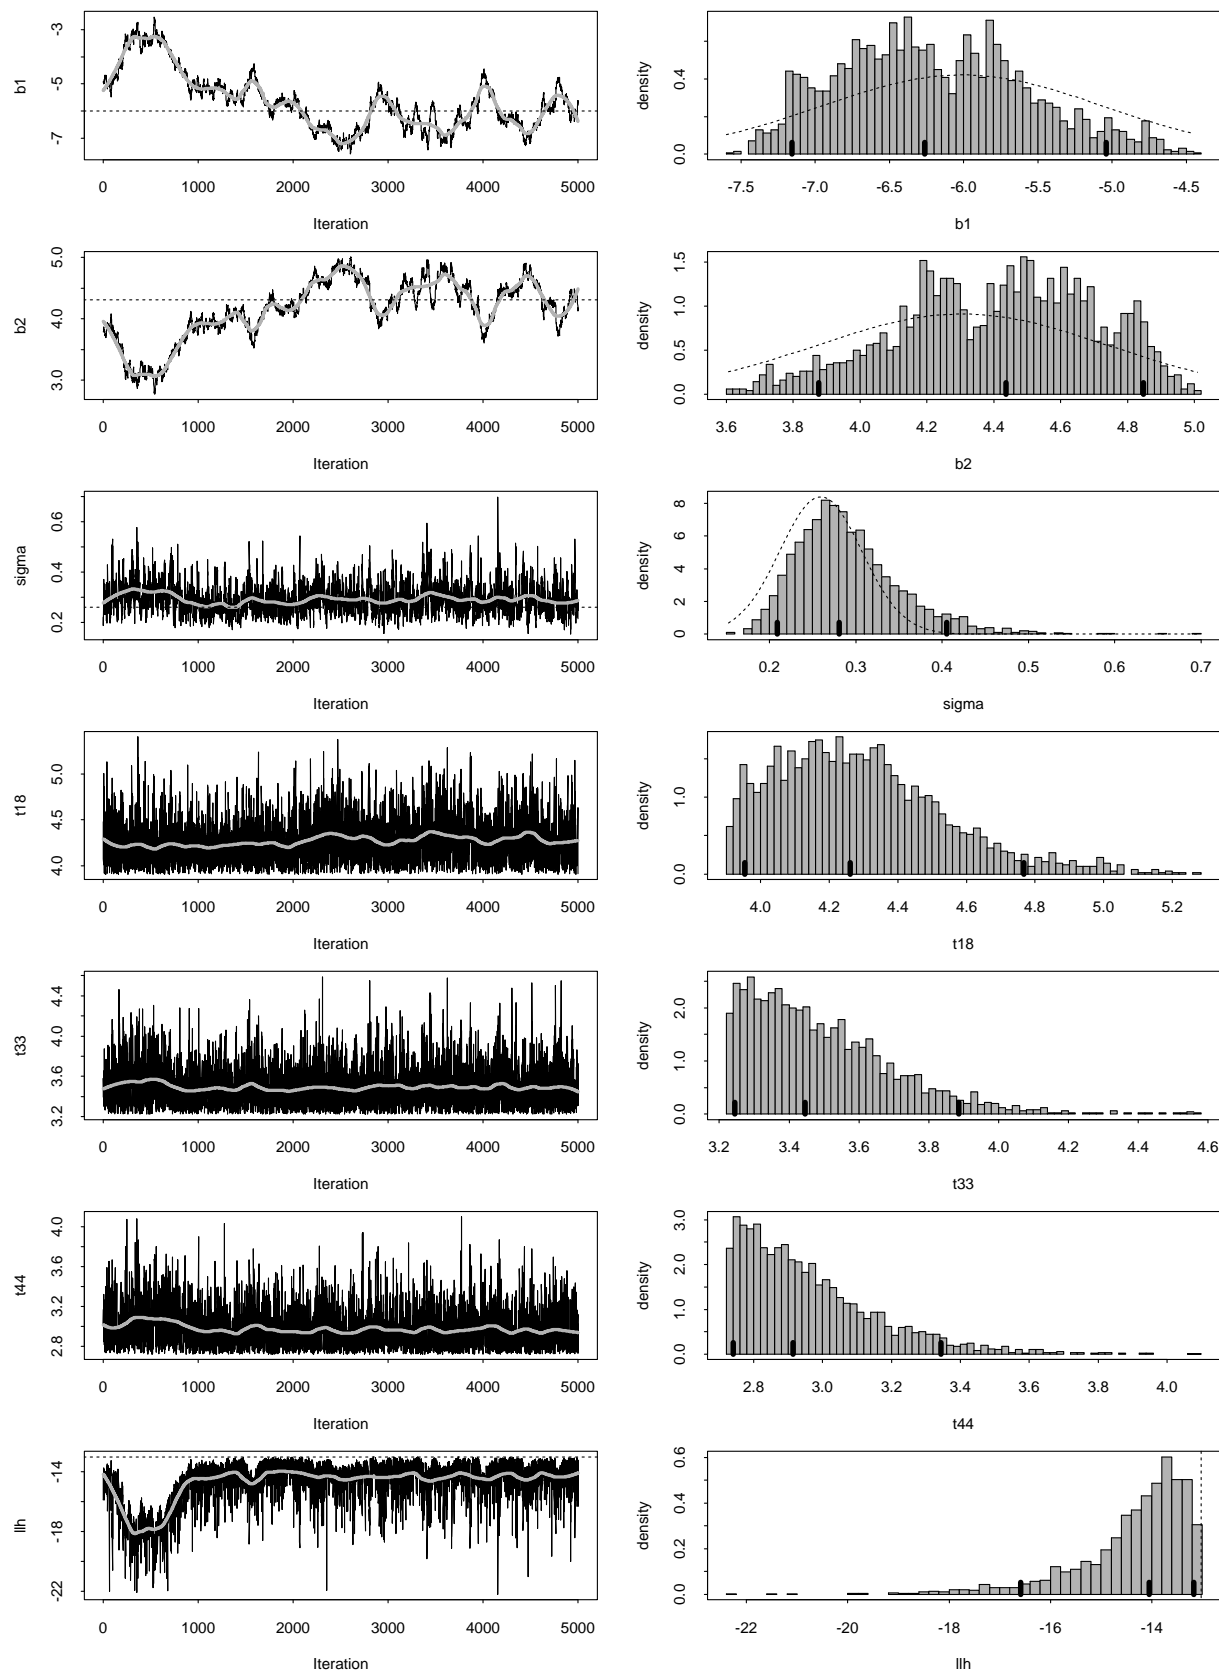 b1
-3
-5
-7
0 1000 2000 3000 4000 5000
Iteration
density
0.4
0.0
-7.5 -7.0 -6.5 -6.0 -5.5 -5.0 -4.5
b1
b2
5.0
4.0
3.0
0 1000 2000 3000 4000 5000
Iteration
density
1.5
1.0
0.5
0.0
3.6 3.8 4.0 4.2 4.4 4.6 4.8 5.0
b2
sigma
0.6
0.4
0.2
0 1000 2000 3000 4000 5000
Iteration
density
8
6
4
2
0
0.2 0.3 0.4 0.5 0.6 0.7
sigma
t18
5.0
4.5
4.0
0 1000 2000 3000 4000 5000
Iteration
density
1.0
0.0
4.0 4.2 4.4 4.6 4.8 5.0 5.2
t18
t33
4.4
4.0
3.6
3.2
0 1000 2000 3000 4000 5000
Iteration
density
2.0
1.0
0.0
3.2 3.4 3.6 3.8 4.0 4.2 4.4 4.6
t33
t44
4.0
3.6
3.2
2.8
0 1000 2000 3000 4000 5000
Iteration
density
3.0
2.0
1.0
0.0
2.8 3.0 3.2 3.4 3.6 3.8 4.0
t44
llh
-14
-18
-22
0 1000 2000 3000 4000 5000
Iteration
density
0.6
0.4
0.2
0.0
-22 -20 -18 -16 -14
llh